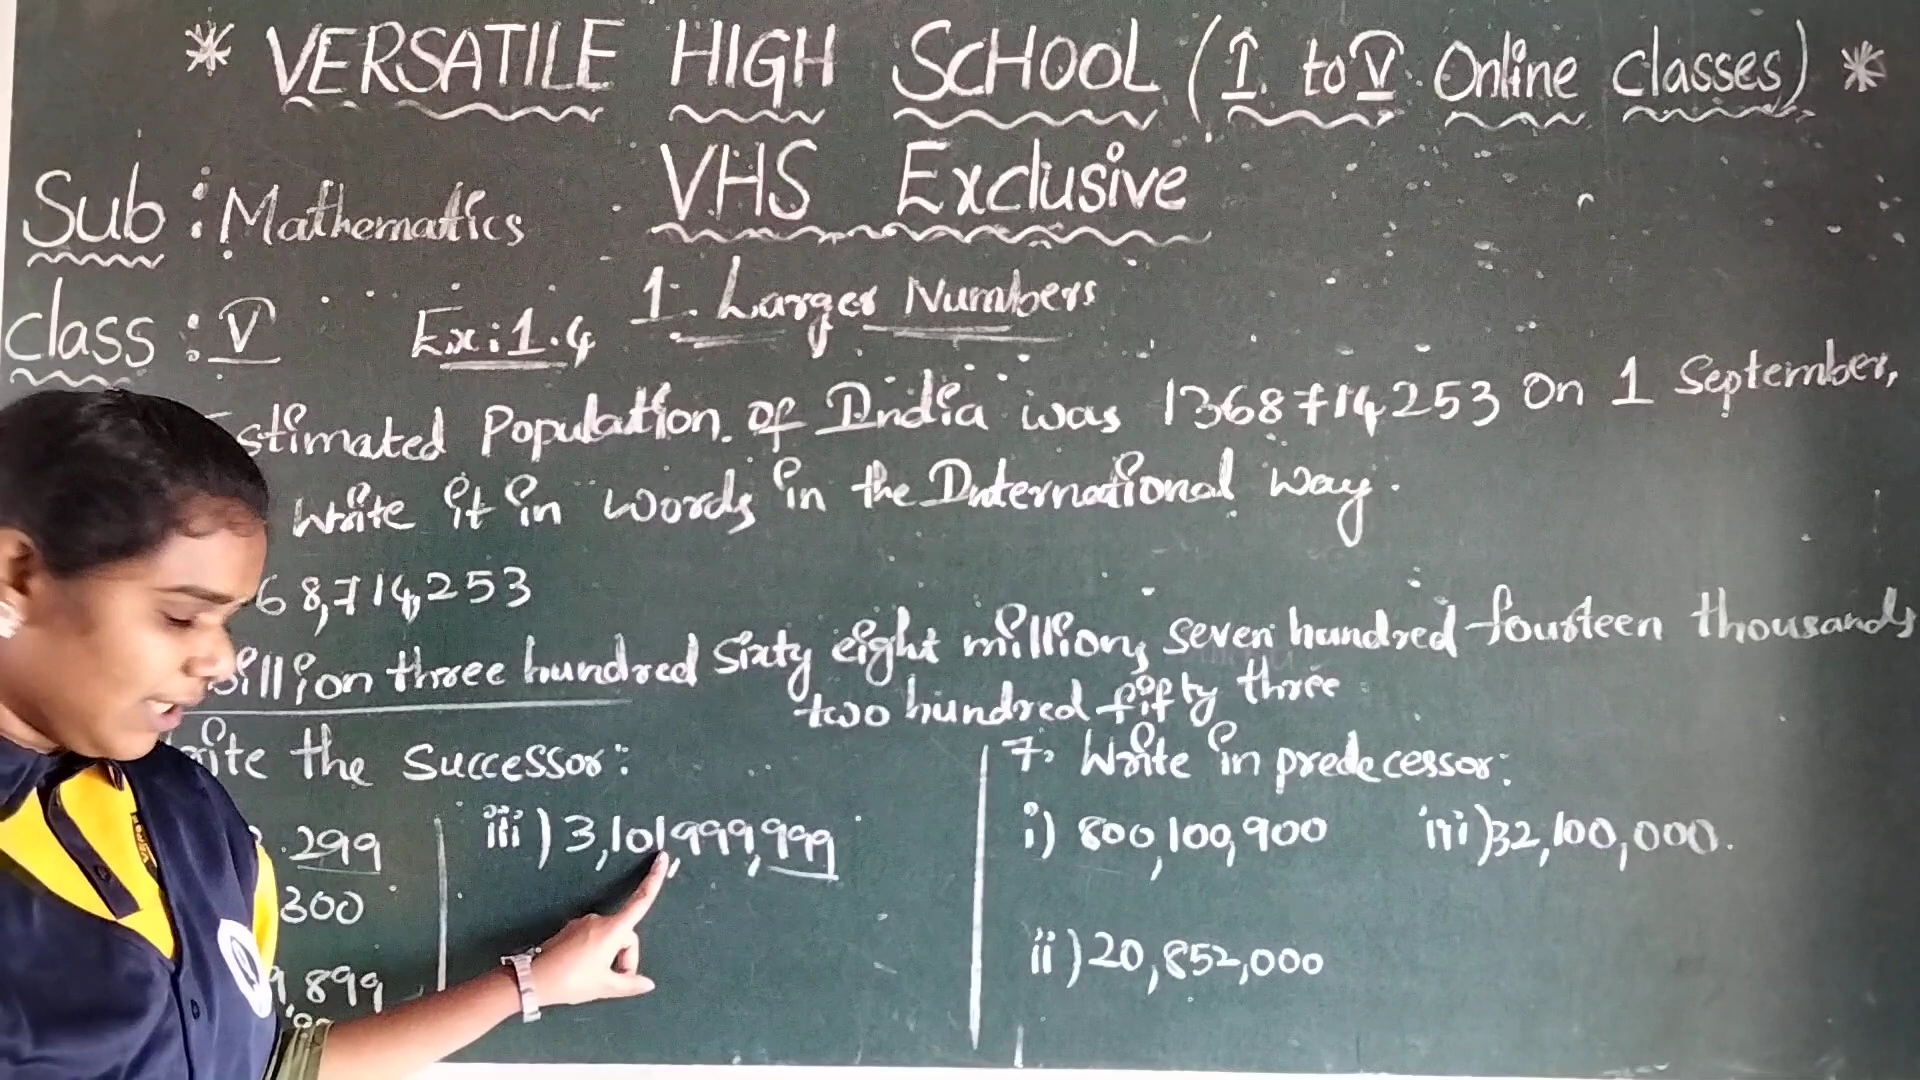 * VERSATILE HIGH SCHOOL (I to V Online classes) *
VHS Exclusive
Sub : Mathematics
class : V Ex:1.4 1. Larger Numbers
stimated Population of India was 1368714253 On 1 September,
Write it in words in the International way.
68,714,253
illion three hundred sixty eight million, seven hundred fourteen thousands
two hundred fifty three
ite the Successor:
299
300
9,899
iii) 3,101,999,999
7. Write in predecessor:
i) 800,100,900 iii) 32,100,000.
ii) 20,852,000